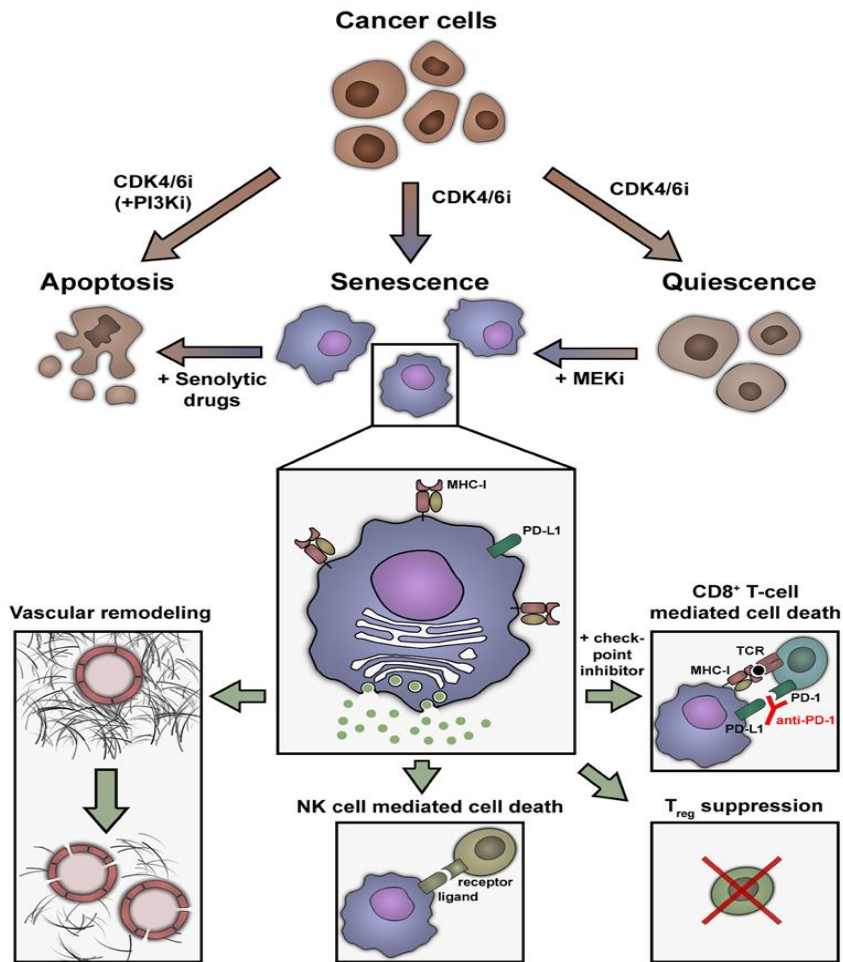 Cancer cells
CDK4/6i
(+PI3Ki)
CDK4/6i
CDK4/6i
Apoptosis
Senescence
Quiescence
+ Senolytic
drugs
+ MEKi
MHC-I
PD-L1
Vascular remodeling
+ check-
point
inhibitor
CD8⁺ T-cell
mediated cell death
TCR
MHC-I
PD-1
PD-L1
anti-PD-1
NK cell mediated cell death
receptor
ligand
Treg suppression